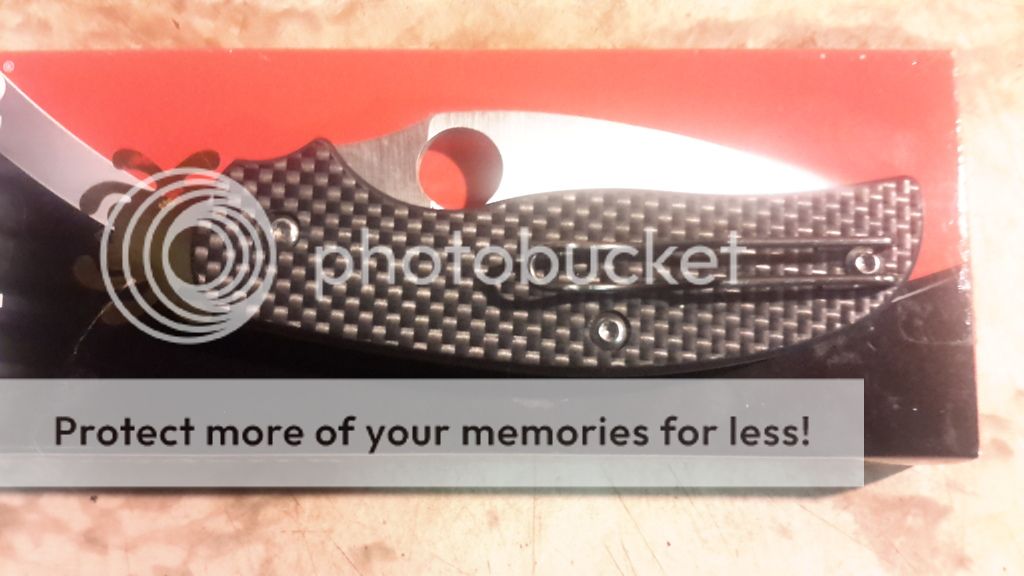 ®
photobucket
Protect more of your memories for less!